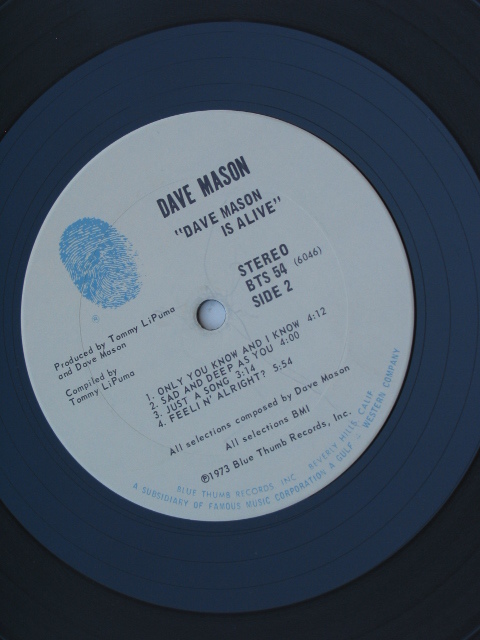 DAVE MASON
"DAVE MASON
IS ALIVE"
STEREO
BTS 54 (6046)
SIDE 2
Produced by Tommy LiPuma
and Dave Mason
Compiled by
Tommy LiPuma
1. ONLY YOU KNOW AND I KNOW 4:12
2. SAD AND DEEP AS YOU 4:00
3. JUST A SONG 3:14
4. FEELIN' ALRIGHT? 5:54
All selections composed by Dave Mason
All selections BMI
℗1973 Blue Thumb Records, Inc.
BLUE THUMB RECORDS, INC. BEVERLY HILLS, CALIF.
A SUBSIDIARY OF FAMOUS MUSIC CORPORATION A GULF + WESTERN COMPANY